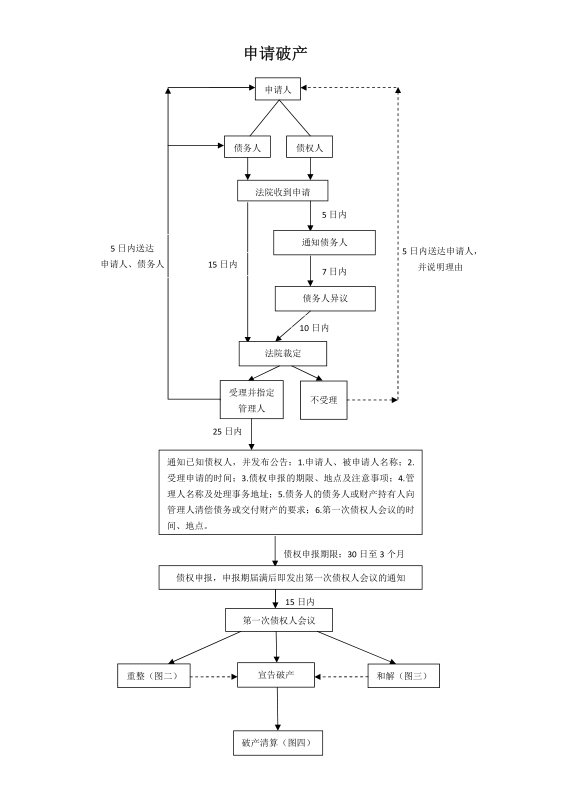 申请破产
申请人
债务人
债权人
法院收到申请
5 日内
通知债务人
5 日内送达
申请人、债务人
15 日内
7 日内
5 日内送达申请人，
并说明理由
债务人异议
10 日内
法院裁定
受理并指定
管理人
不受理
25 日内
通知已知债权人，并发布公告：1.申请人、被申请人名称；2.
受理申请的时间；3.债权申报的期限、地点及注意事项；4.管
理人名称及处理事务地址；5.债务人的债务人或财产持有人向
管理人清偿债务或交付财产的要求；6.第一次债权人会议的时
间、地点。
债权申报期限：30 日至 3 个月
债权申报，申报期届满后即发出第一次债权人会议的通知
15 日内
第一次债权人会议
重整（图二）
宣告破产
和解（图三）
破产清算（图四）